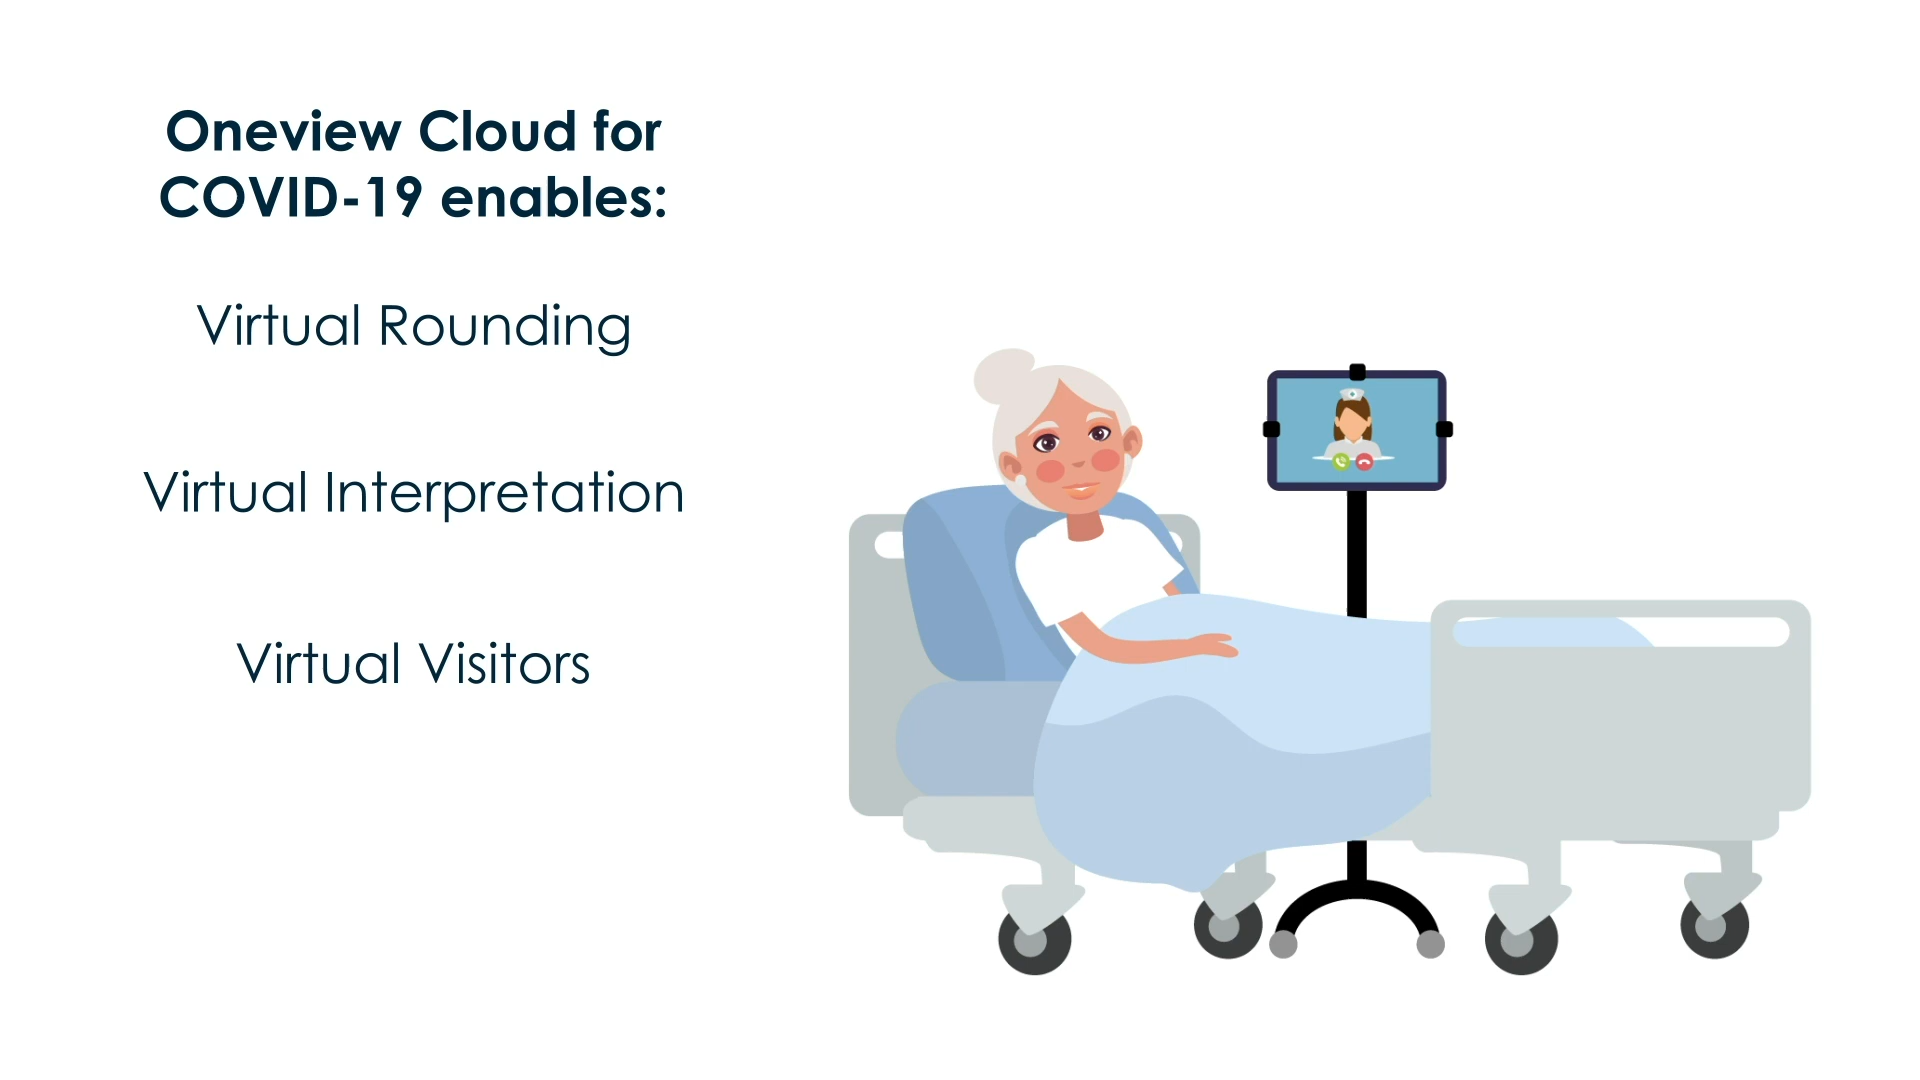 Oneview Cloud for
COVID-19 enables:
Virtual Rounding
Virtual Interpretation
Virtual Visitors